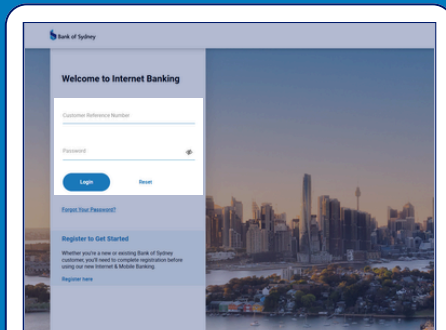 Bank of Sydney
Welcome to Internet Banking
Customer Reference Number
Password
Login
Reset
Forgot Your Password?
Register to Get Started
Whether you're a new or existing Bank of Sydney
customer, you'll need to complete registration before
using our new Internet & Mobile Banking.
Register here